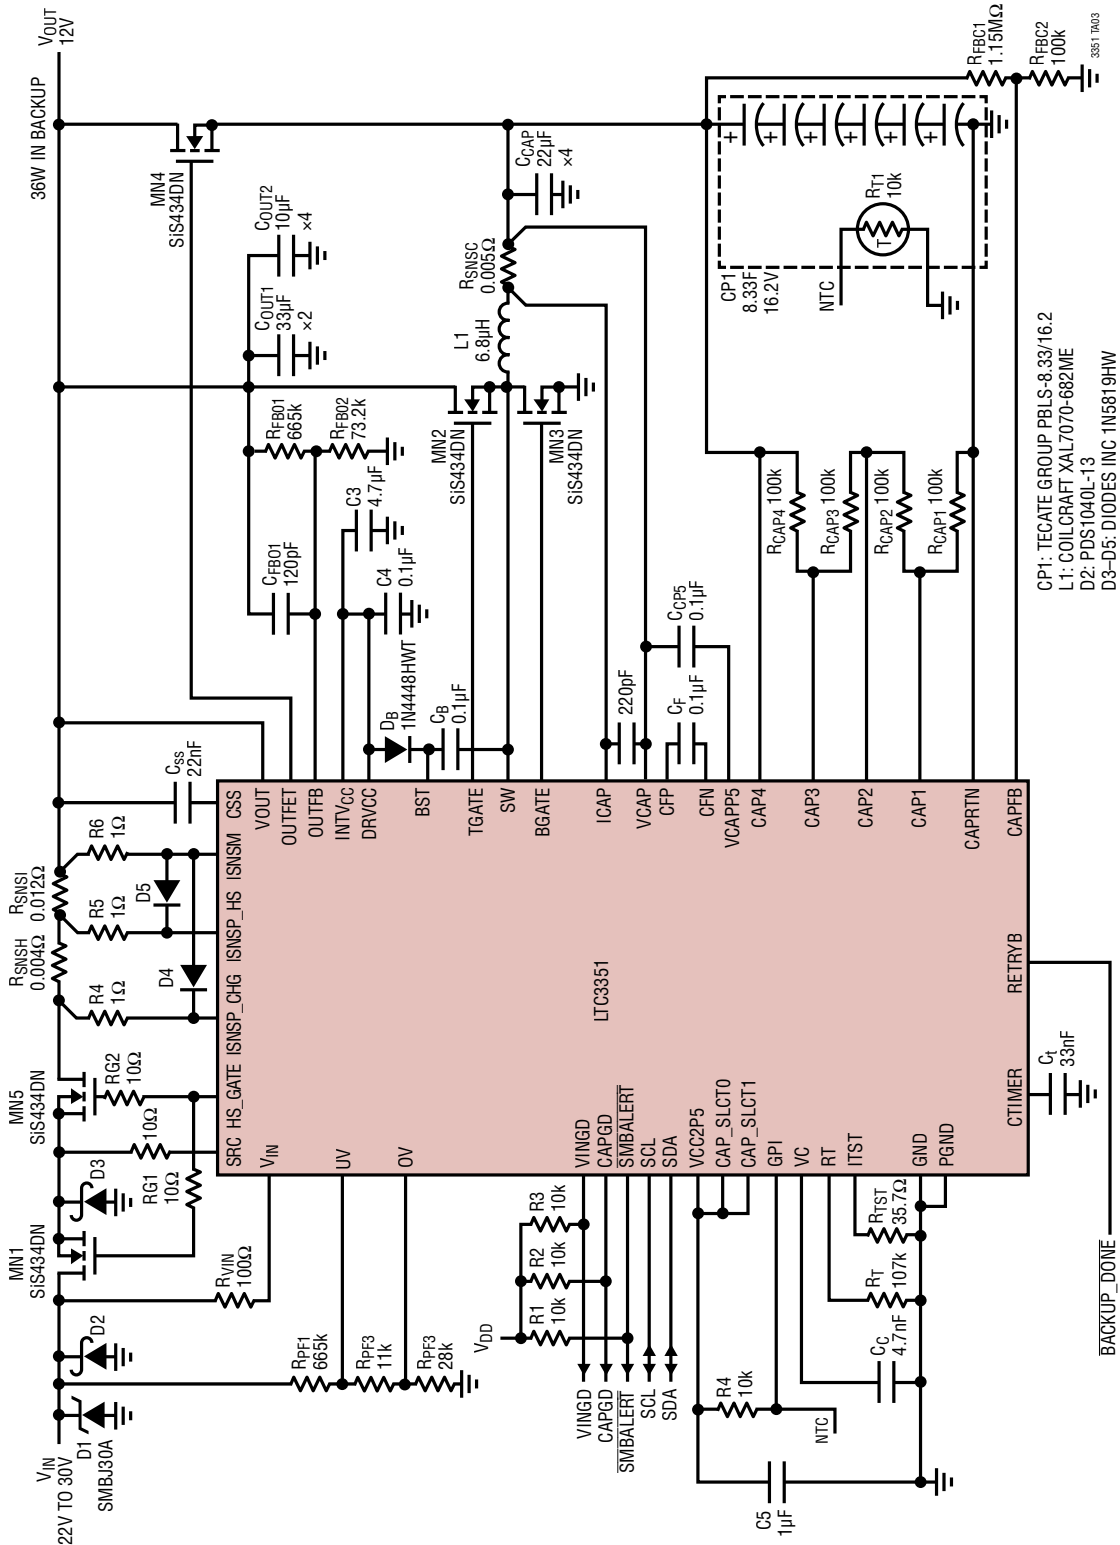 V_IN
22V TO 30V
D1
SMBJ30A
D2
MN1
SiS434DN
D3
MN5
SiS434DN
R_SNSH
0.004Ω
R_SNSI
0.012Ω
36W IN BACKUP
V_OUT
12V
R_VIN
100Ω
RG1
10Ω
10Ω
RG2
10Ω
R4
1Ω
R5
1Ω
R6
1Ω
D4
D5
C_SS
22nF
MN4
SiS434DN
R_PF1
665k
R_PF3
11k
R_PF3
28k
SRC
HS_GATE
ISNSP_CHG
ISNSP_HS
ISNSM
CSS
V_IN
UV
OV
VINGD
CAPGD
SMBALERT
SCL
SDA
VCC2P5
CAP_SLCT0
CAP_SLCT1
GPI
VC
RT
ITST
GND
PGND
CTIMER
RETRYB
LTC3351
VOUT
OUTFET
OUTFB
INTV_CC
DRVCC
BST
TGATE
SW
BGATE
ICAP
VCAP
CFP
CFN
VCAPP5
CAP4
CAP3
CAP2
CAP1
CAPRTN
CAPFB
V_DD
R1
10k
R2
10k
R3
10k
VINGD
CAPGD
SMBALERT
SCL
SDA
C5
1µF
R4
10k
NTC
C_C
4.7nF
R_T
107k
R_TST
35.7Ω
BACKUP_DONE
C_t
33nF
C_FBO1
120pF
R_FBO1
665k
R_FBO2
73.2k
C_OUT1
33µF
×2
C_OUT2
10µF
×4
C3
4.7µF
C4
0.1µF
D_B
1N4448HWT
C_B
0.1µF
MN2
SiS434DN
MN3
SiS434DN
L1
6.8µH
R_SNSC
0.005Ω
C_CAP
22µF
×4
220pF
C_F
0.1µF
C_CP5
0.1µF
R_CAP4 100k
R_CAP3 100k
R_CAP2 100k
R_CAP1 100k
CP1
8.33F
16.2V
NTC
R_T1
10k
T
+
+
+
+
+
+
R_FBC1
1.15MΩ
R_FBC2
100k
CP1: TECATE GROUP PBLS-8.33/16.2
L1: COILCRAFT XAL7070-682ME
D2: PDS1040L-13
D3–D5: DIODES INC 1N5819HW
3351 TA03